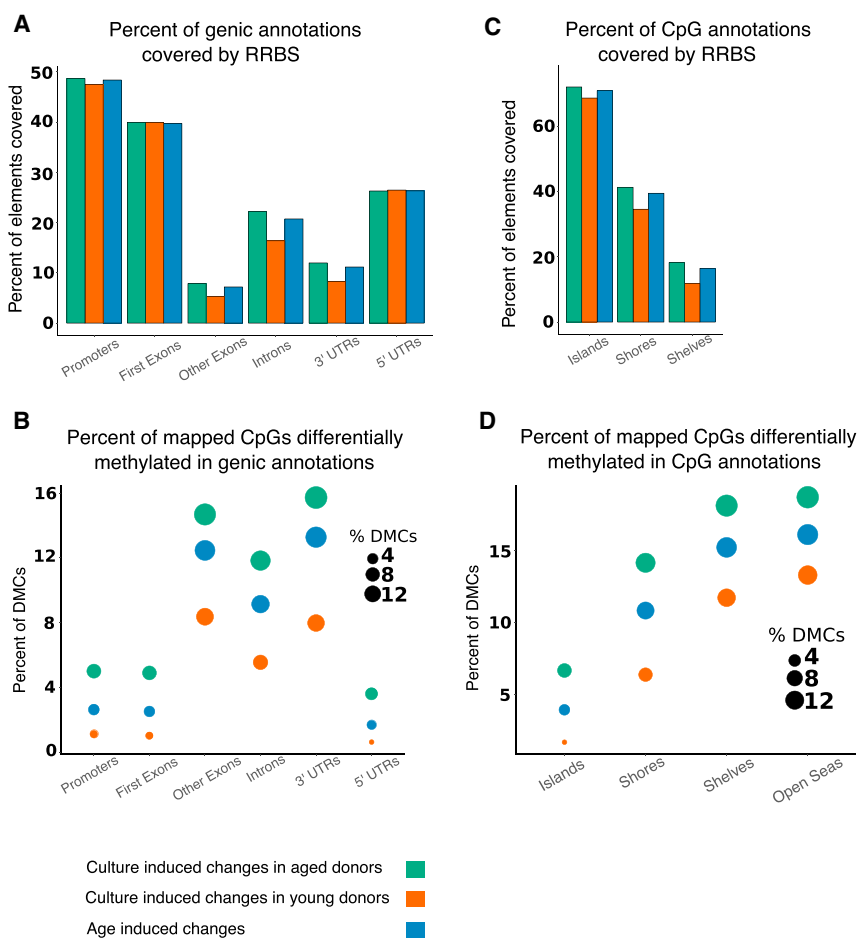 A
Percent of genic annotations
covered by RRBS
Percent of elements covered
50
40
30
20
10
0
Promoters
First Exons
Other Exons
Introns
3' UTRs
5' UTRs
C
Percent of CpG annotations
covered by RRBS
Percent of elements covered
60
40
20
0
Islands
Shores
Shelves
B
Percent of mapped CpGs differentially
methylated in genic annotations
Percent of DMCs
16
12
8
4
0
% DMCs
4
8
12
Promoters
First Exons
Other Exons
Introns
3' UTRs
5' UTRs
D
Percent of mapped CpGs differentially
methylated in CpG annotations
Percent of DMCs
15
10
5
% DMCs
4
8
12
Islands
Shores
Shelves
Open Seas
Culture induced changes in aged donors
Culture induced changes in young donors
Age induced changes